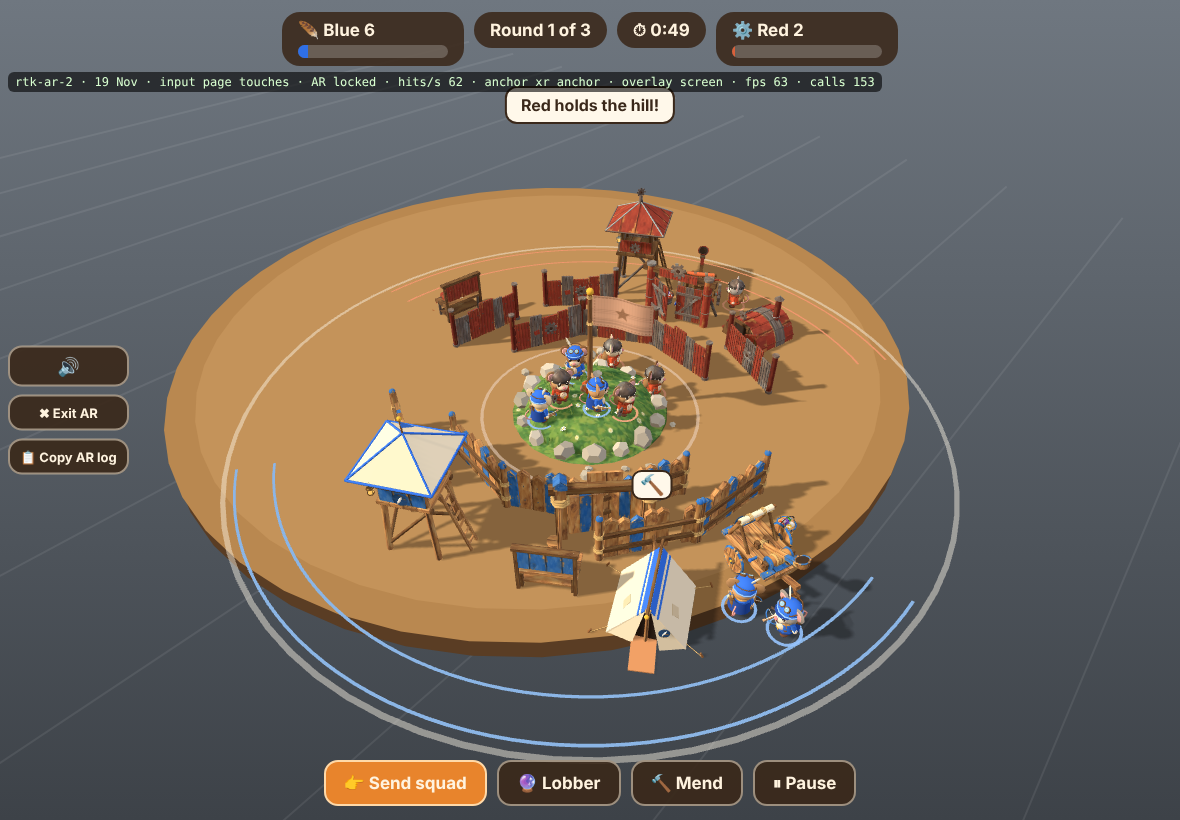 Blue 6
Round 1 of 3
0:49
Red 2
rtk-ar-2 · 19 Nov · input page touches · AR locked · hits/s 62 · anchor xr anchor · overlay screen · fps 63 · calls 153
Red holds the hill!
Exit AR
Copy AR log
Send squad
Lobber
Mend
Pause